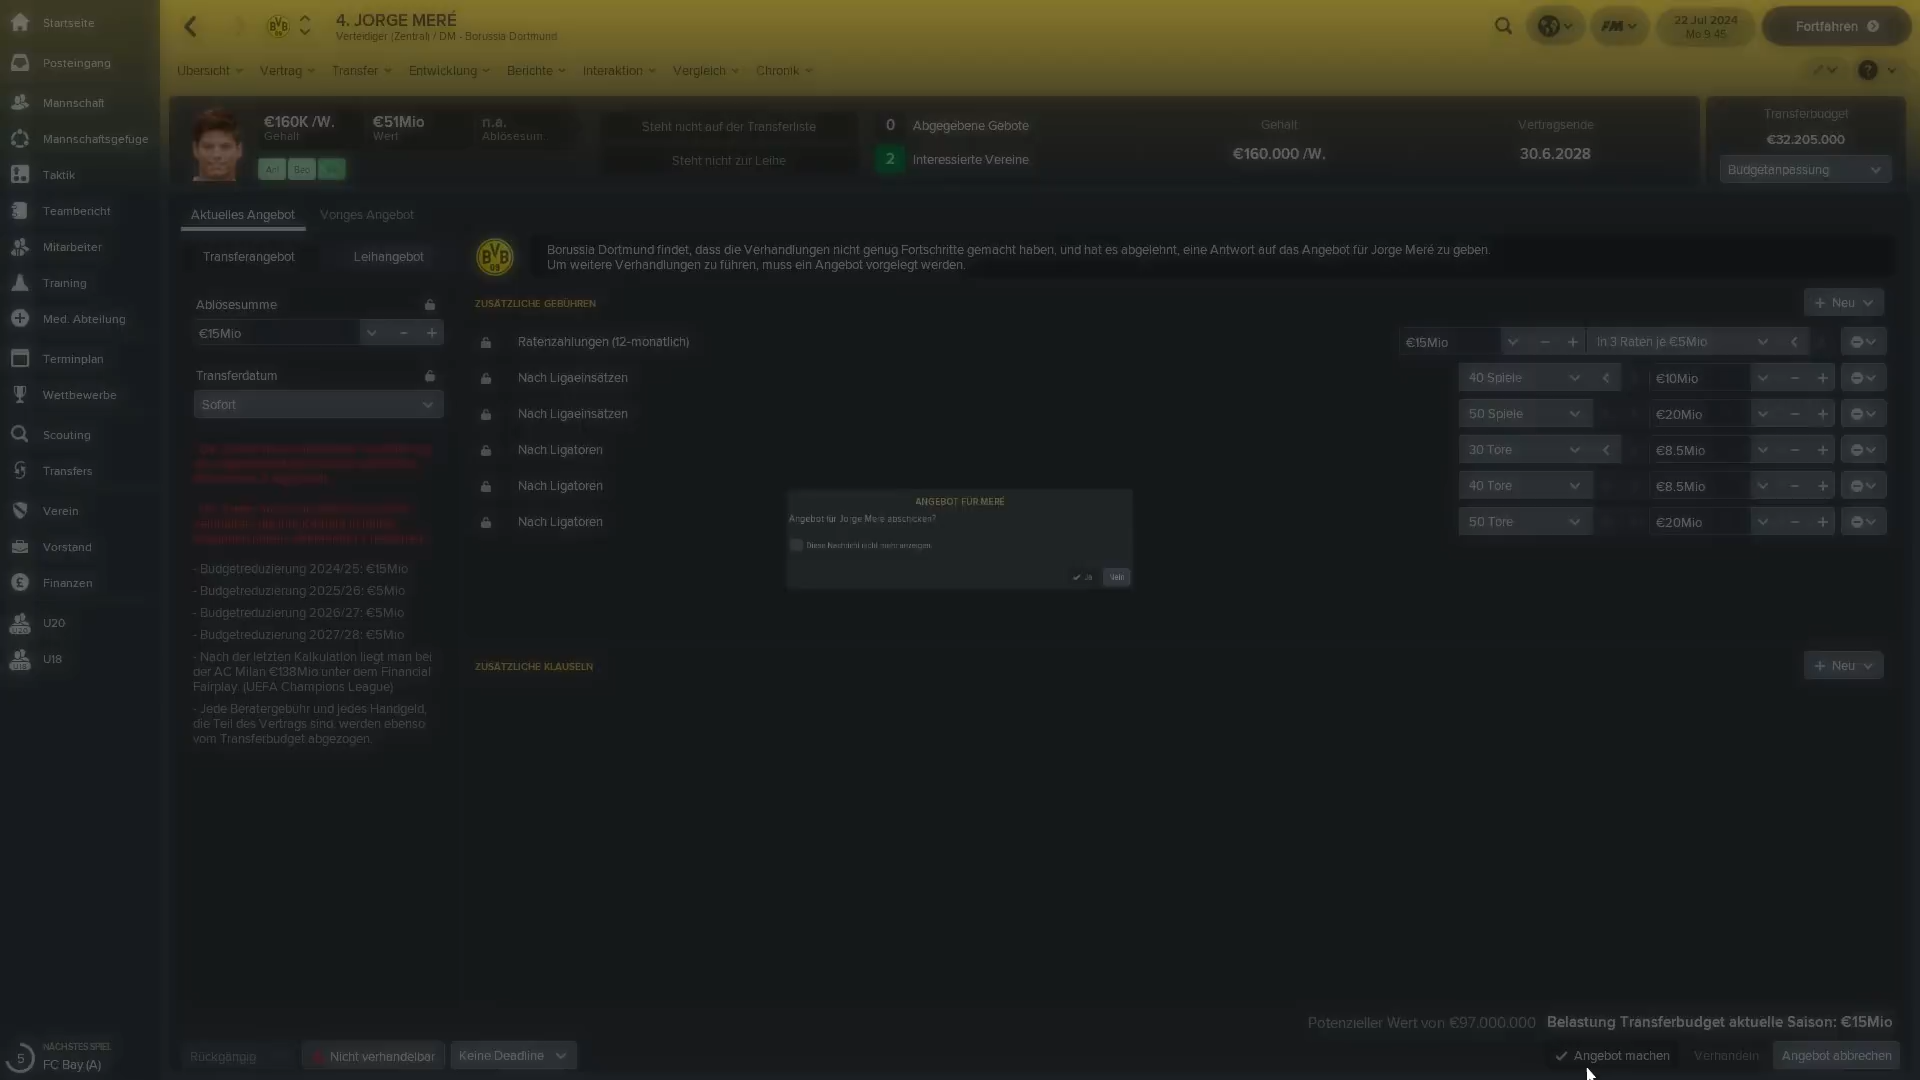 Startseite
Posteingang
Mannschaft
Mannschaftsgefüge
Taktik
Teambericht
Mitarbeiter
Training
Med. Abteilung
Terminplan
Wettbewerbe
Scouting
Transfers
Verein
Vorstand
Finanzen
U20
U18
NÄCHSTES SPIEL
5
FC Bay (A)
4. JORGE MERÉ
Verteidiger (Zentral) / DM - Borussia Dortmund
FM
22 Jul 2024
Mo 9:45
Fortfahren
Übersicht
Vertrag
Transfer
Entwicklung
Berichte
Interaktion
Vergleich
Chronik
€160K /W.
Gehalt
€51Mio
Wert
n.a.
Ablösesum...
Steht nicht auf der Transferliste
Steht nicht zur Leihe
0 Abgegebene Gebote
2 Interessierte Vereine
Gehalt
€160.000 /W.
Vertragsende
30.6.2028
Transferbudget
€32.205.000
Budgetanpassung
Aktuelles Angebot
Voriges Angebot
Transferangebot
Leihangebot
Borussia Dortmund findet, dass die Verhandlungen nicht genug Fortschritte gemacht haben, und hat es abgelehnt, eine Antwort auf das Angebot für Jorge Meré zu geben.
Um weitere Verhandlungen zu führen, muss ein Angebot vorgelegt werden.
Ablösesumme
€15Mio
Transferdatum
Sofort
- Budgetreduzierung 2024/25: €15Mio
- Budgetreduzierung 2025/26: €5Mio
- Budgetreduzierung 2026/27: €5Mio
- Budgetreduzierung 2027/28: €5Mio
- Nach der letzten Kalkulation liegt man bei
der AC Milan €138Mio unter dem Financial
Fairplay. (UEFA Champions League)
- Jede Beratergebühr und jedes Handgeld,
die Teil des Vertrags sind, werden ebenso
vom Transferbudget abgezogen.
ZUSÄTZLICHE GEBÜHREN
+ Neu
Ratenzahlungen (12-monatlich) €15Mio In 3 Raten je €5Mio
Nach Ligaeinsätzen 40 Spiele €10Mio
Nach Ligaeinsätzen 50 Spiele €20Mio
Nach Ligatoren 30 Tore €8.5Mio
Nach Ligatoren 40 Tore €8.5Mio
Nach Ligatoren 50 Tore €20Mio
ANGEBOT FÜR MERÉ
Angebot für Jorge Meré abschicken?
Diese Nachricht nicht mehr anzeigen.
Ja
Nein
ZUSÄTZLICHE KLAUSELN
+ Neu
Potenzieller Wert von €97.000.000
Belastung Transferbudget aktuelle Saison: €15Mio
Rückgängig
Nicht verhandelbar
Keine Deadline
Angebot machen
Verhandeln
Angebot abbrechen